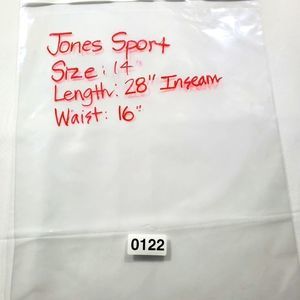 Jones Sport
Size: 14"
Length: 28" Inseam
Waist: 16"
0122